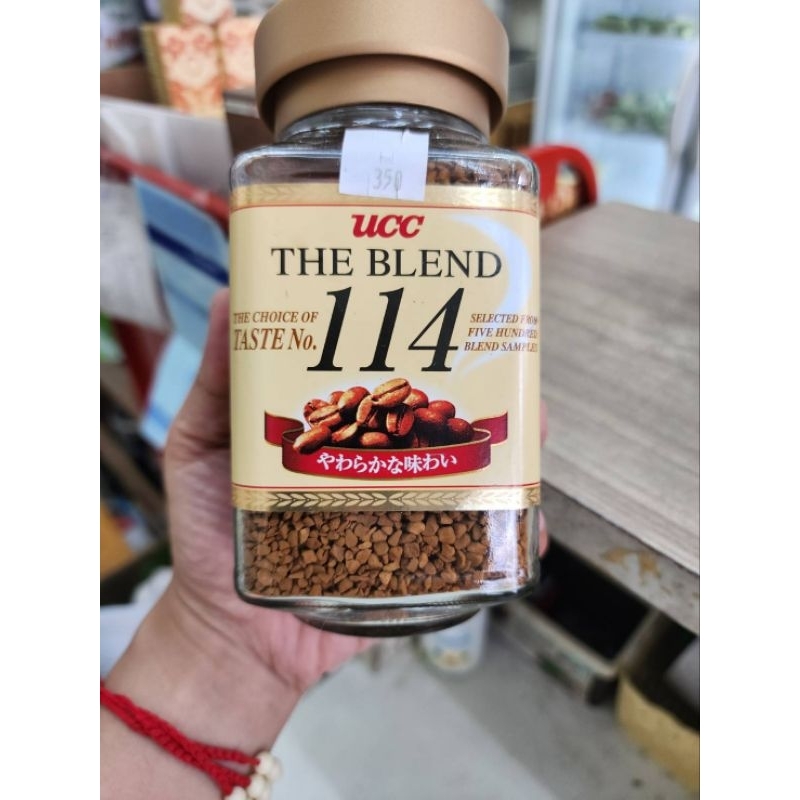 350
UCC
THE BLEND
114
THE CHOICE OF
TASTE No.
SELECTED FROM
FIVE HUNDRED
BLEND SAMPLES
やわらかな味わい